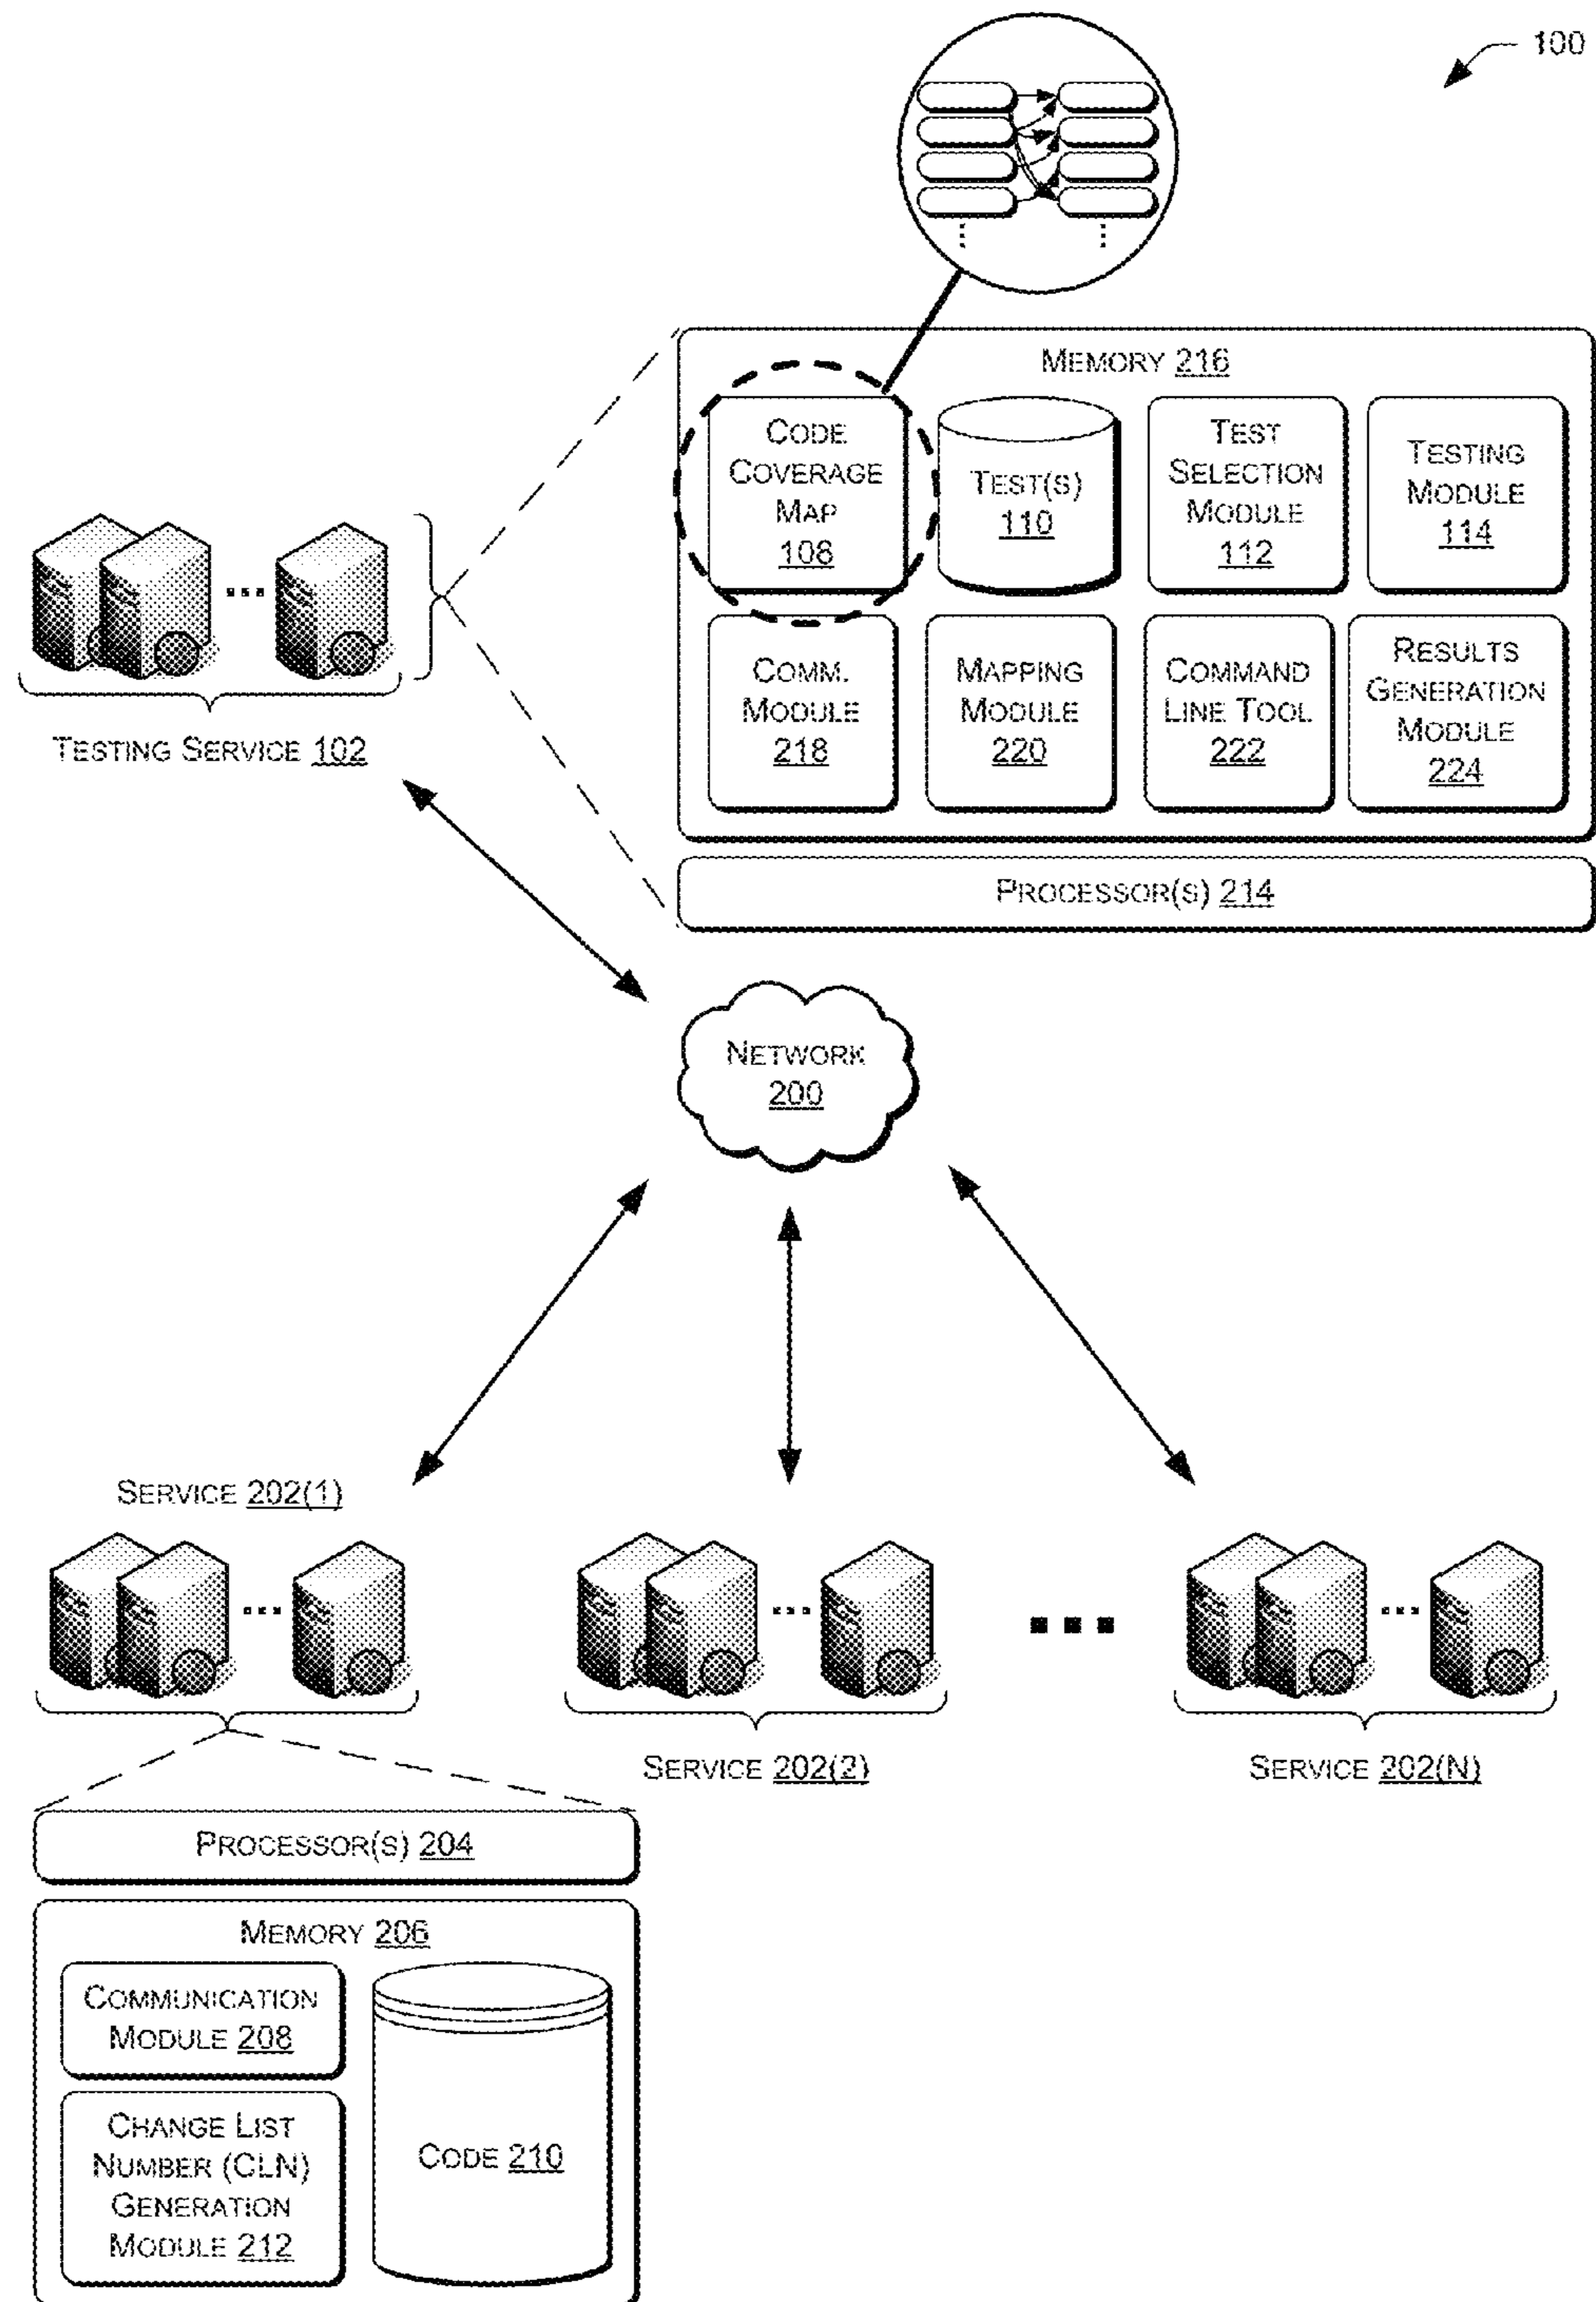 100
MEMORY 216
CODE
COVERAGE
MAP
108
TEST(S)
110
TEST
SELECTION
MODULE
112
TESTING
MODULE
114
COMM.
MODULE
218
MAPPING
MODULE
220
COMMAND
LINE TOOL
222
RESULTS
GENERATION
MODULE
224
TESTING SERVICE 102
PROCESSOR(S) 214
NETWORK
200
SERVICE 202(1)
SERVICE 202(2)
SERVICE 202(N)
PROCESSOR(S) 204
MEMORY 206
COMMUNICATION
MODULE 208
CHANGE LIST
NUMBER (CLN)
GENERATION
MODULE 212
CODE 210